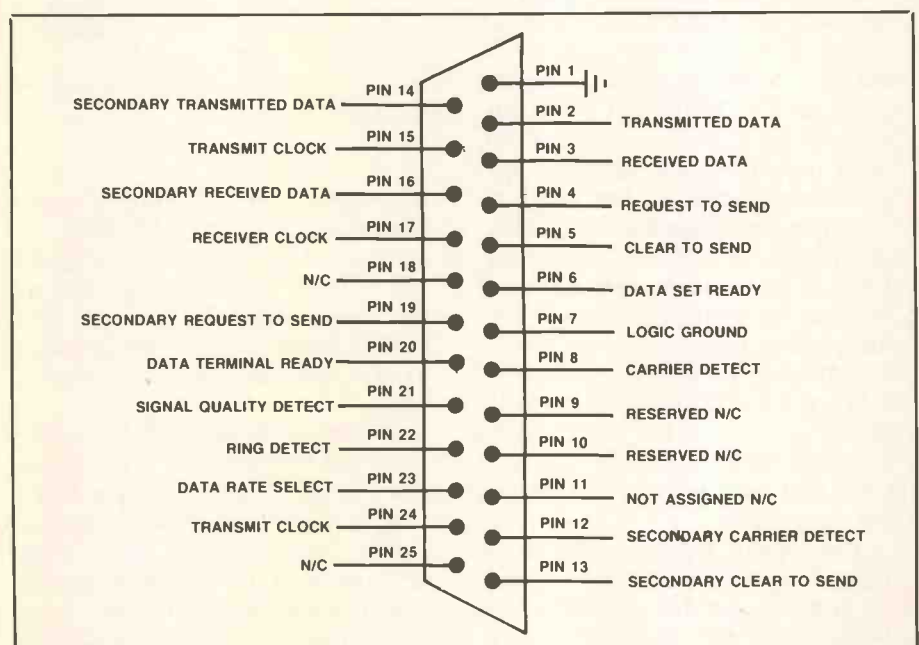 PIN 1
PIN 14
SECONDARY TRANSMITTED DATA
PIN 2
TRANSMITTED DATA
PIN 15
TRANSMIT CLOCK
PIN 3
RECEIVED DATA
PIN 16
SECONDARY RECEIVED DATA
PIN 4
REQUEST TO SEND
PIN 17
RECEIVER CLOCK
PIN 5
CLEAR TO SEND
PIN 18
N/C
PIN 6
DATA SET READY
PIN 19
SECONDARY REQUEST TO SEND
PIN 7
LOGIC GROUND
PIN 20
DATA TERMINAL READY
PIN 8
CARRIER DETECT
PIN 21
SIGNAL QUALITY DETECT
PIN 9
RESERVED N/C
PIN 22
RING DETECT
PIN 10
RESERVED N/C
PIN 23
DATA RATE SELECT
PIN 11
NOT ASSIGNED N/C
PIN 24
TRANSMIT CLOCK
PIN 12
SECONDARY CARRIER DETECT
PIN 25
N/C
PIN 13
SECONDARY CLEAR TO SEND